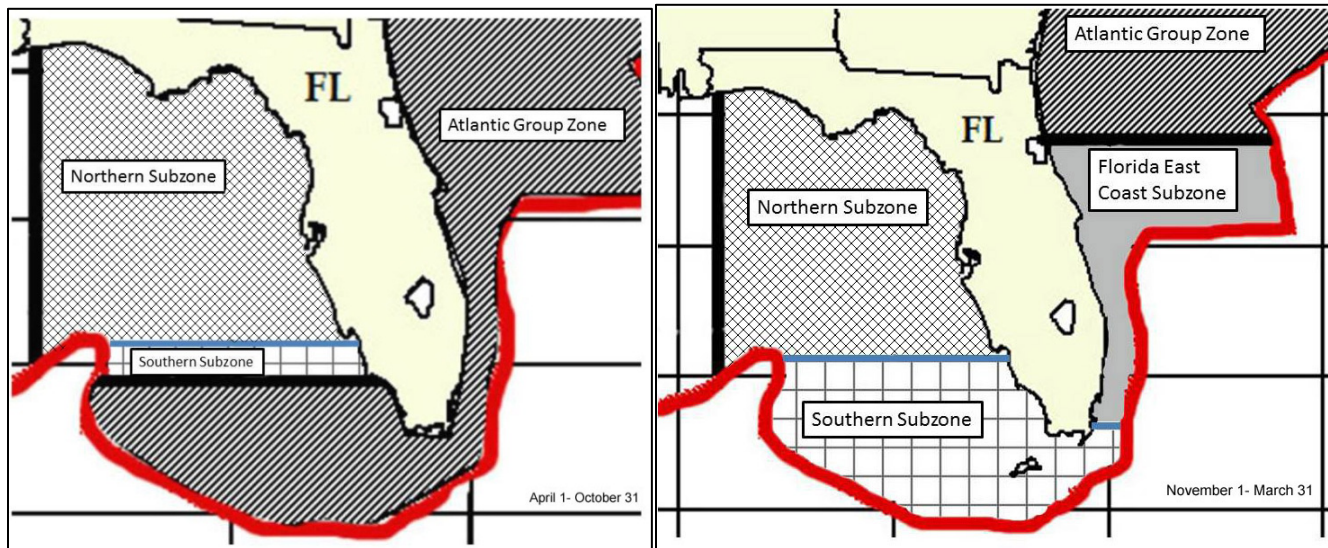 FL
Atlantic Group Zone
Northern Subzone
Southern Subzone
April 1- October 31
Atlantic Group Zone
FL
Florida East
Coast Subzone
Northern Subzone
Southern Subzone
November 1- March 31